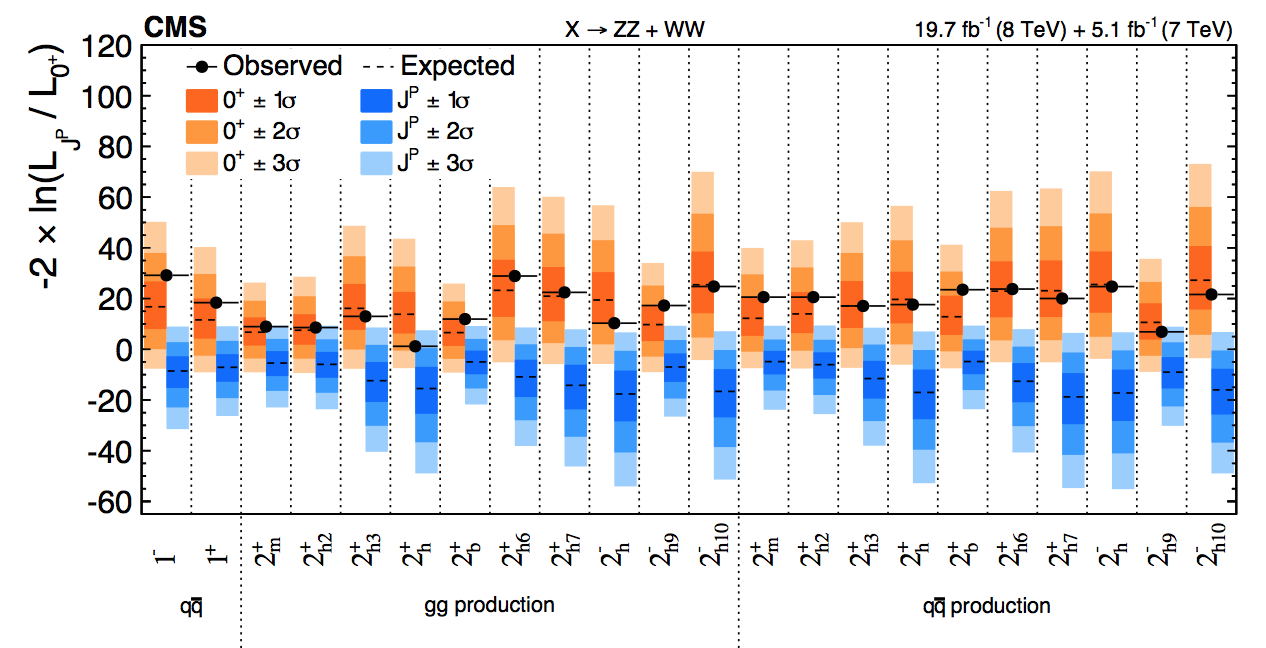 CMS X → ZZ + WW 19.7 fb⁻¹ (8 TeV) + 5.1 fb⁻¹ (7 TeV)
-2 × ln(L_Jᴾ / L_0⁺)
120
100
80
60
40
20
0
-20
-40
-60
Observed Expected
0⁺ ± 1σ Jᴾ ± 1σ
0⁺ ± 2σ Jᴾ ± 2σ
0⁺ ± 3σ Jᴾ ± 3σ
1⁻ 1⁺ 2⁺m 2⁺h2 2⁺h3 2⁺h 2⁺b 2⁺h6 2⁺h7 2⁻h 2⁻h9 2⁻h10 2⁺m 2⁺h2 2⁺h3 2⁺h 2⁺b 2⁺h6 2⁺h7 2⁻h 2⁻h9 2⁻h10
qq̅ gg production qq̅ production